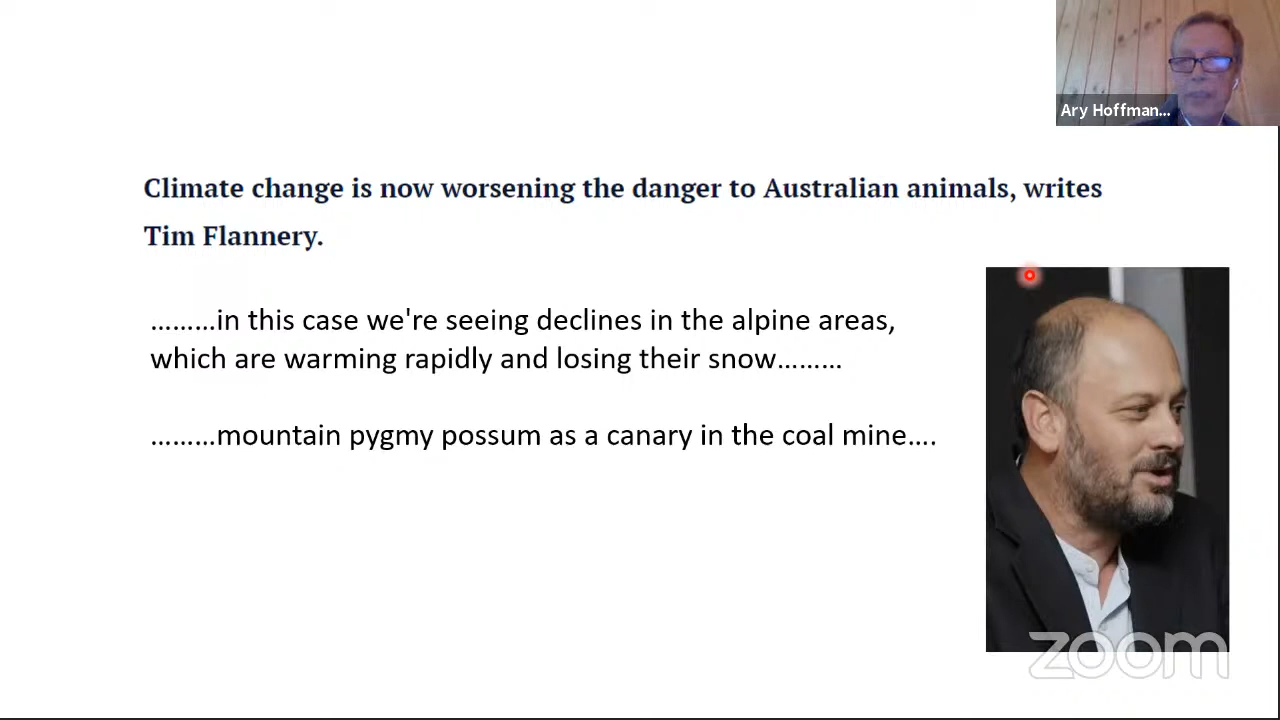 Ary Hoffman...
Climate change is now worsening the danger to Australian animals, writes
Tim Flannery.
………in this case we're seeing declines in the alpine areas,
which are warming rapidly and losing their snow………
………mountain pygmy possum as a canary in the coal mine….
zoom